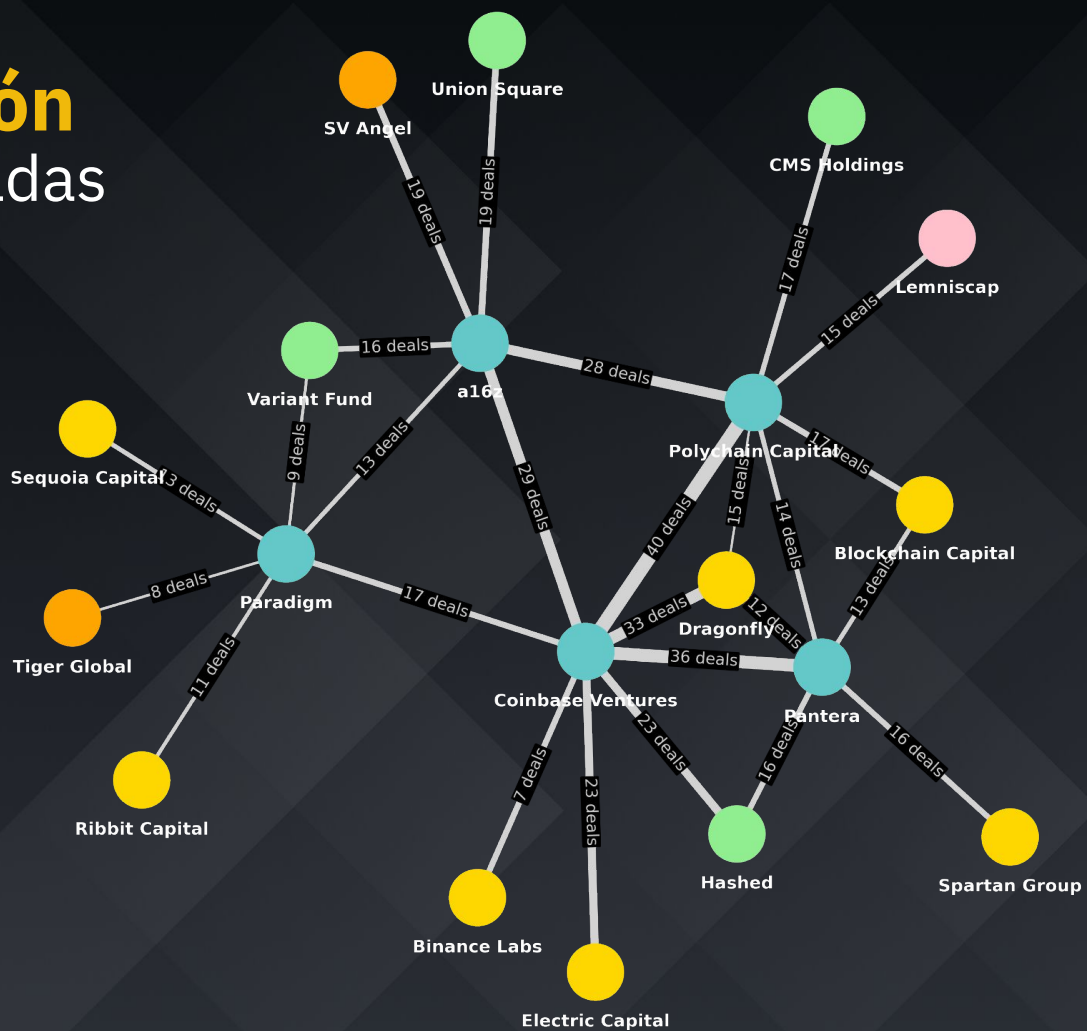 ón
adas
Union Square
SV Angel
CMS Holdings
19 deals
19 deals
17 deals
Lemniscap
15 deals
16 deals
28 deals
a16z
Variant Fund
Sequoia Capital
13 deals
9 deals
13 deals
Polychain Capital
17 deals
15 deals
29 deals
40 deals
14 deals
Blockchain Capital
8 deals
Paradigm
17 deals
33 deals
Dragonfly
12 deals
13 deals
Tiger Global
11 deals
36 deals
Coinbase Ventures
Pantera
23 deals
16 deals
16 deals
7 deals
23 deals
Ribbit Capital
Hashed
Spartan Group
Binance Labs
Electric Capital